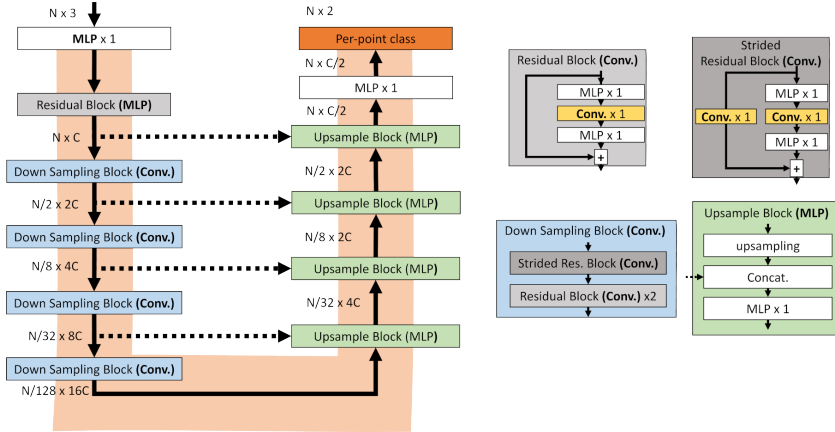 N x 3
MLP x 1
Residual Block (MLP)
N x C
Down Sampling Block (Conv.)
N/2 x 2C
Down Sampling Block (Conv.)
N/8 x 4C
Down Sampling Block (Conv.)
N/32 x 8C
Down Sampling Block (Conv.)
N/128 x 16C
N x 2
Per-point class
N x C/2
MLP x 1
N x C/2
Upsample Block (MLP)
N/2 x 2C
Upsample Block (MLP)
N/8 x 2C
Upsample Block (MLP)
N/32 x 4C
Upsample Block (MLP)
Residual Block (Conv.)
MLP x 1
Conv. x 1
MLP x 1
+
Strided
Residual Block (Conv.)
MLP x 1
Conv. x 1
Conv. x 1
MLP x 1
+
Down Sampling Block (Conv.)
Strided Res. Block (Conv.)
Residual Block (Conv.) x2
Upsample Block (MLP)
upsampling
Concat.
MLP x 1